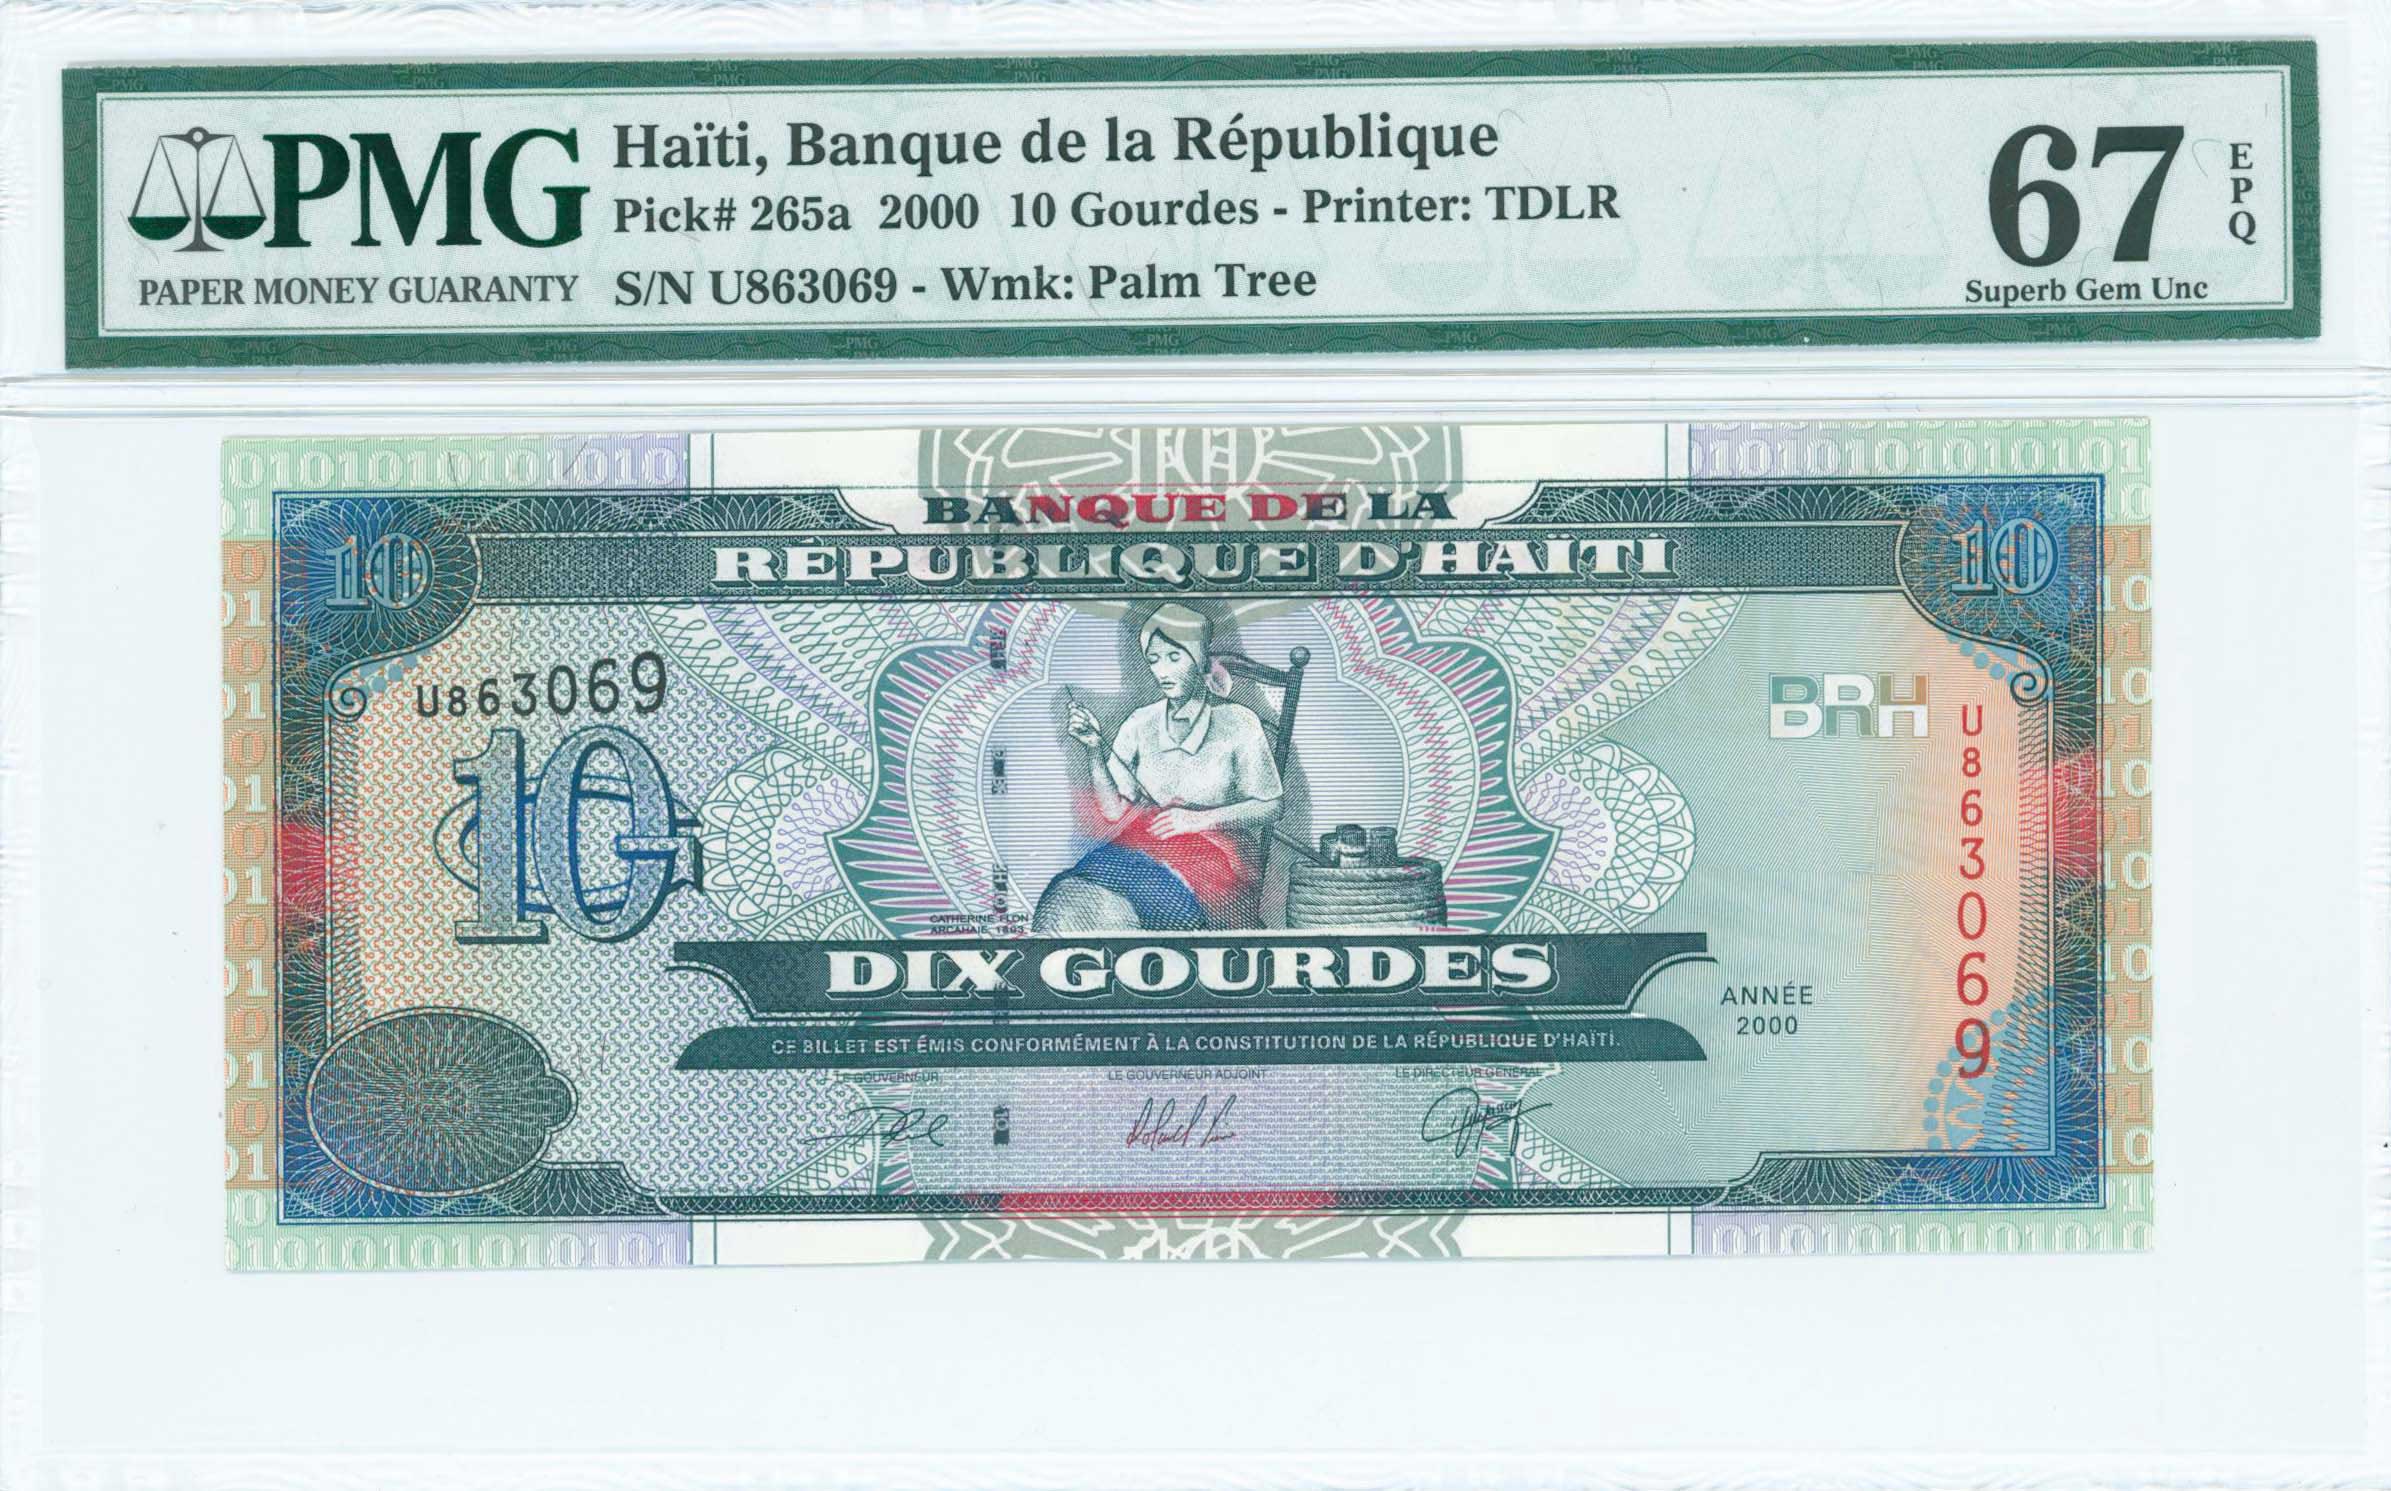 PMG
PAPER MONEY GUARANTY
Haïti, Banque de la République
Pick# 265a 2000 10 Gourdes - Printer: TDLR
S/N U863069 - Wmk: Palm Tree
67
EPQ
Superb Gem Unc
BANQUE DE LA
RÉPUBLIQUE D'HAÏTI
10
10
U863069
BRH
U863069
10G
CATHERINE FLON
ARCAHAIE 1803
DIX GOURDES
ANNÉE
2000
CE BILLET EST ÉMIS CONFORMÉMENT À LA CONSTITUTION DE LA RÉPUBLIQUE D'HAÏTI.
LE GOUVERNEUR
LE GOUVERNEUR ADJOINT
LE DIRECTEUR GÉNÉRAL